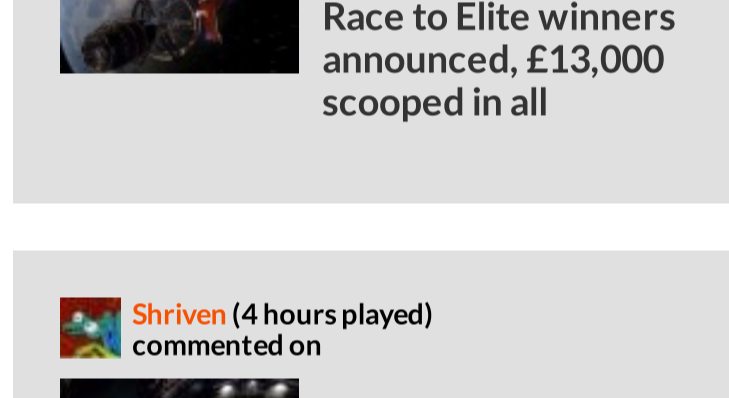 Race to Elite winners
announced, £13,000
scooped in all
Shriven (4 hours played)
commented on